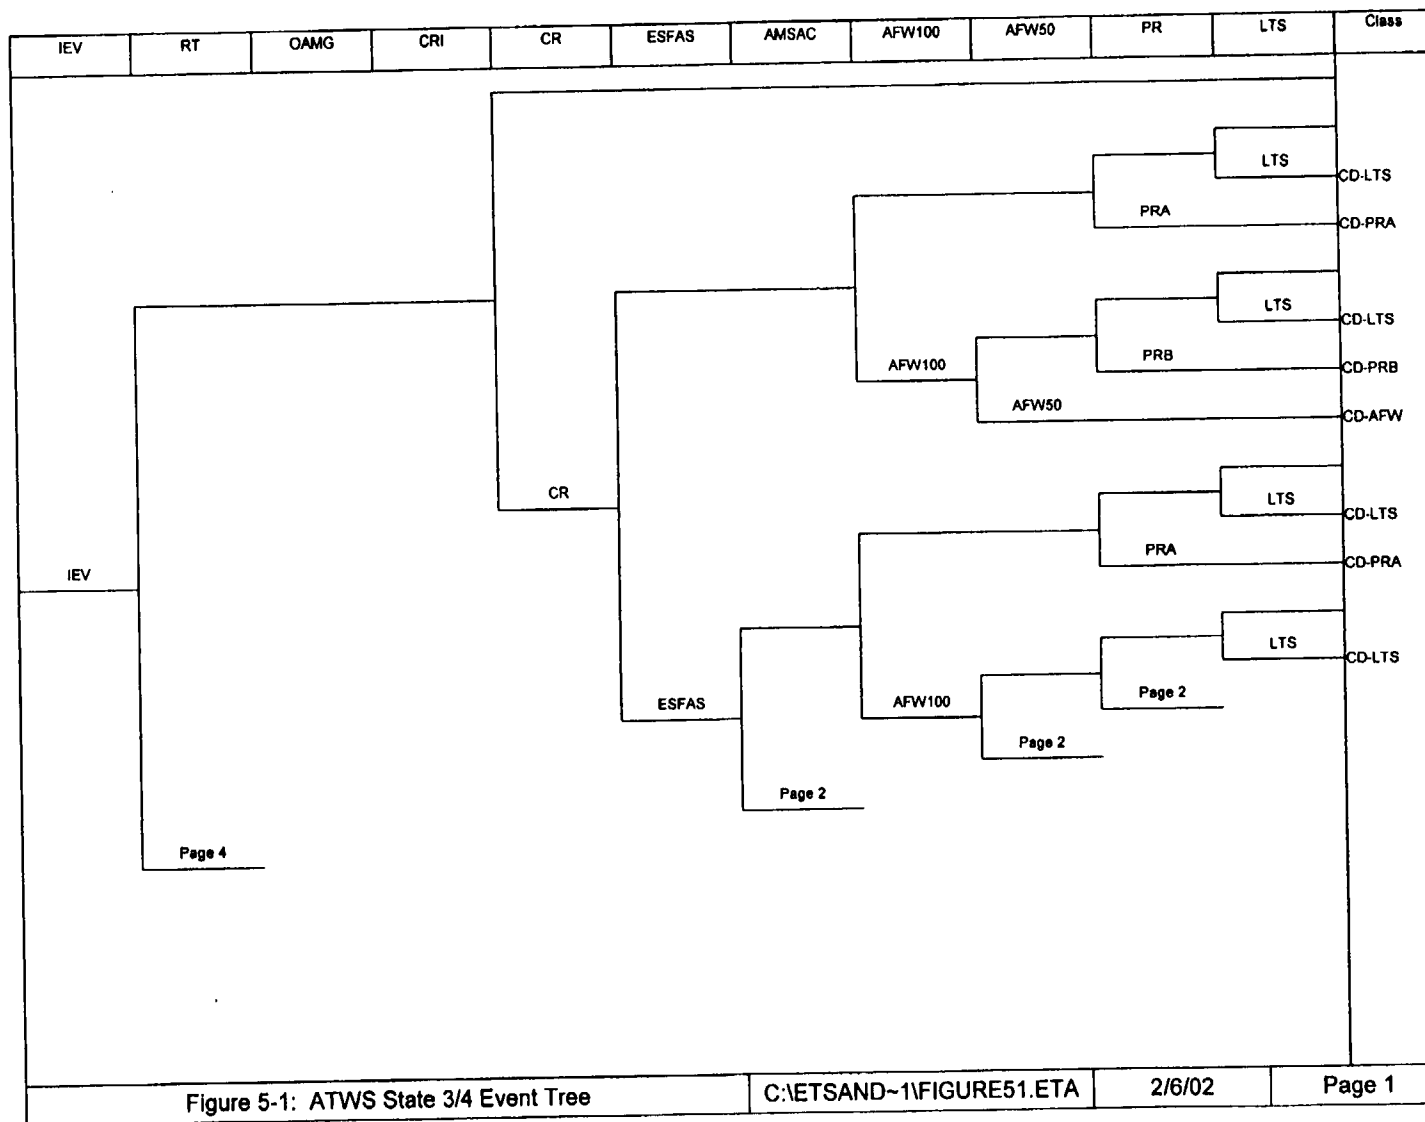 IEV RT OAMG CRI CR ESFAS AMSAC AFW100 AFW50 PR LTS Class
LTS
CD-LTS
PRA
CD-PRA
LTS
CD-LTS
PRB
CD-PRB
AFW100
AFW50
CD-AFW
CR
LTS
CD-LTS
PRA
CD-PRA
IEV
LTS
CD-LTS
ESFAS
AFW100
Page 2
Page 2
Page 2
Page 4
Figure 5-1: ATWS State 3/4 Event Tree C:\ETSAND~1\FIGURE51.ETA 2/6/02 Page 1